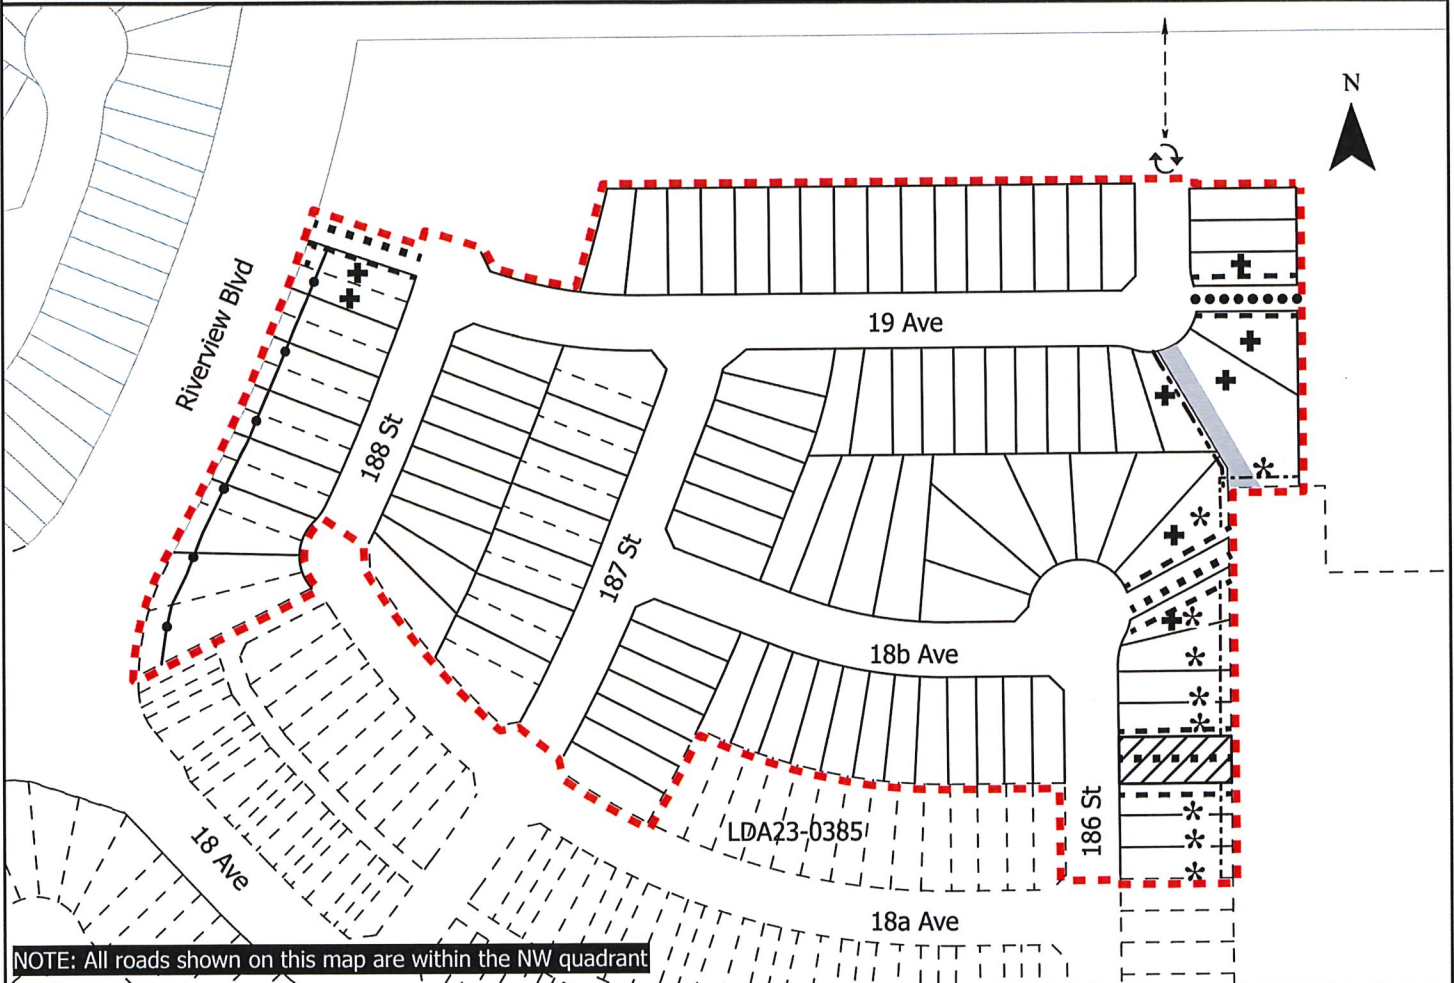 N
Riverview Blvd
19 Ave
188 St
187 St
18b Ave
LDA23-0385
186 St
18 Ave
18a Ave
NOTE: All roads shown on this map are within the NW quadrant